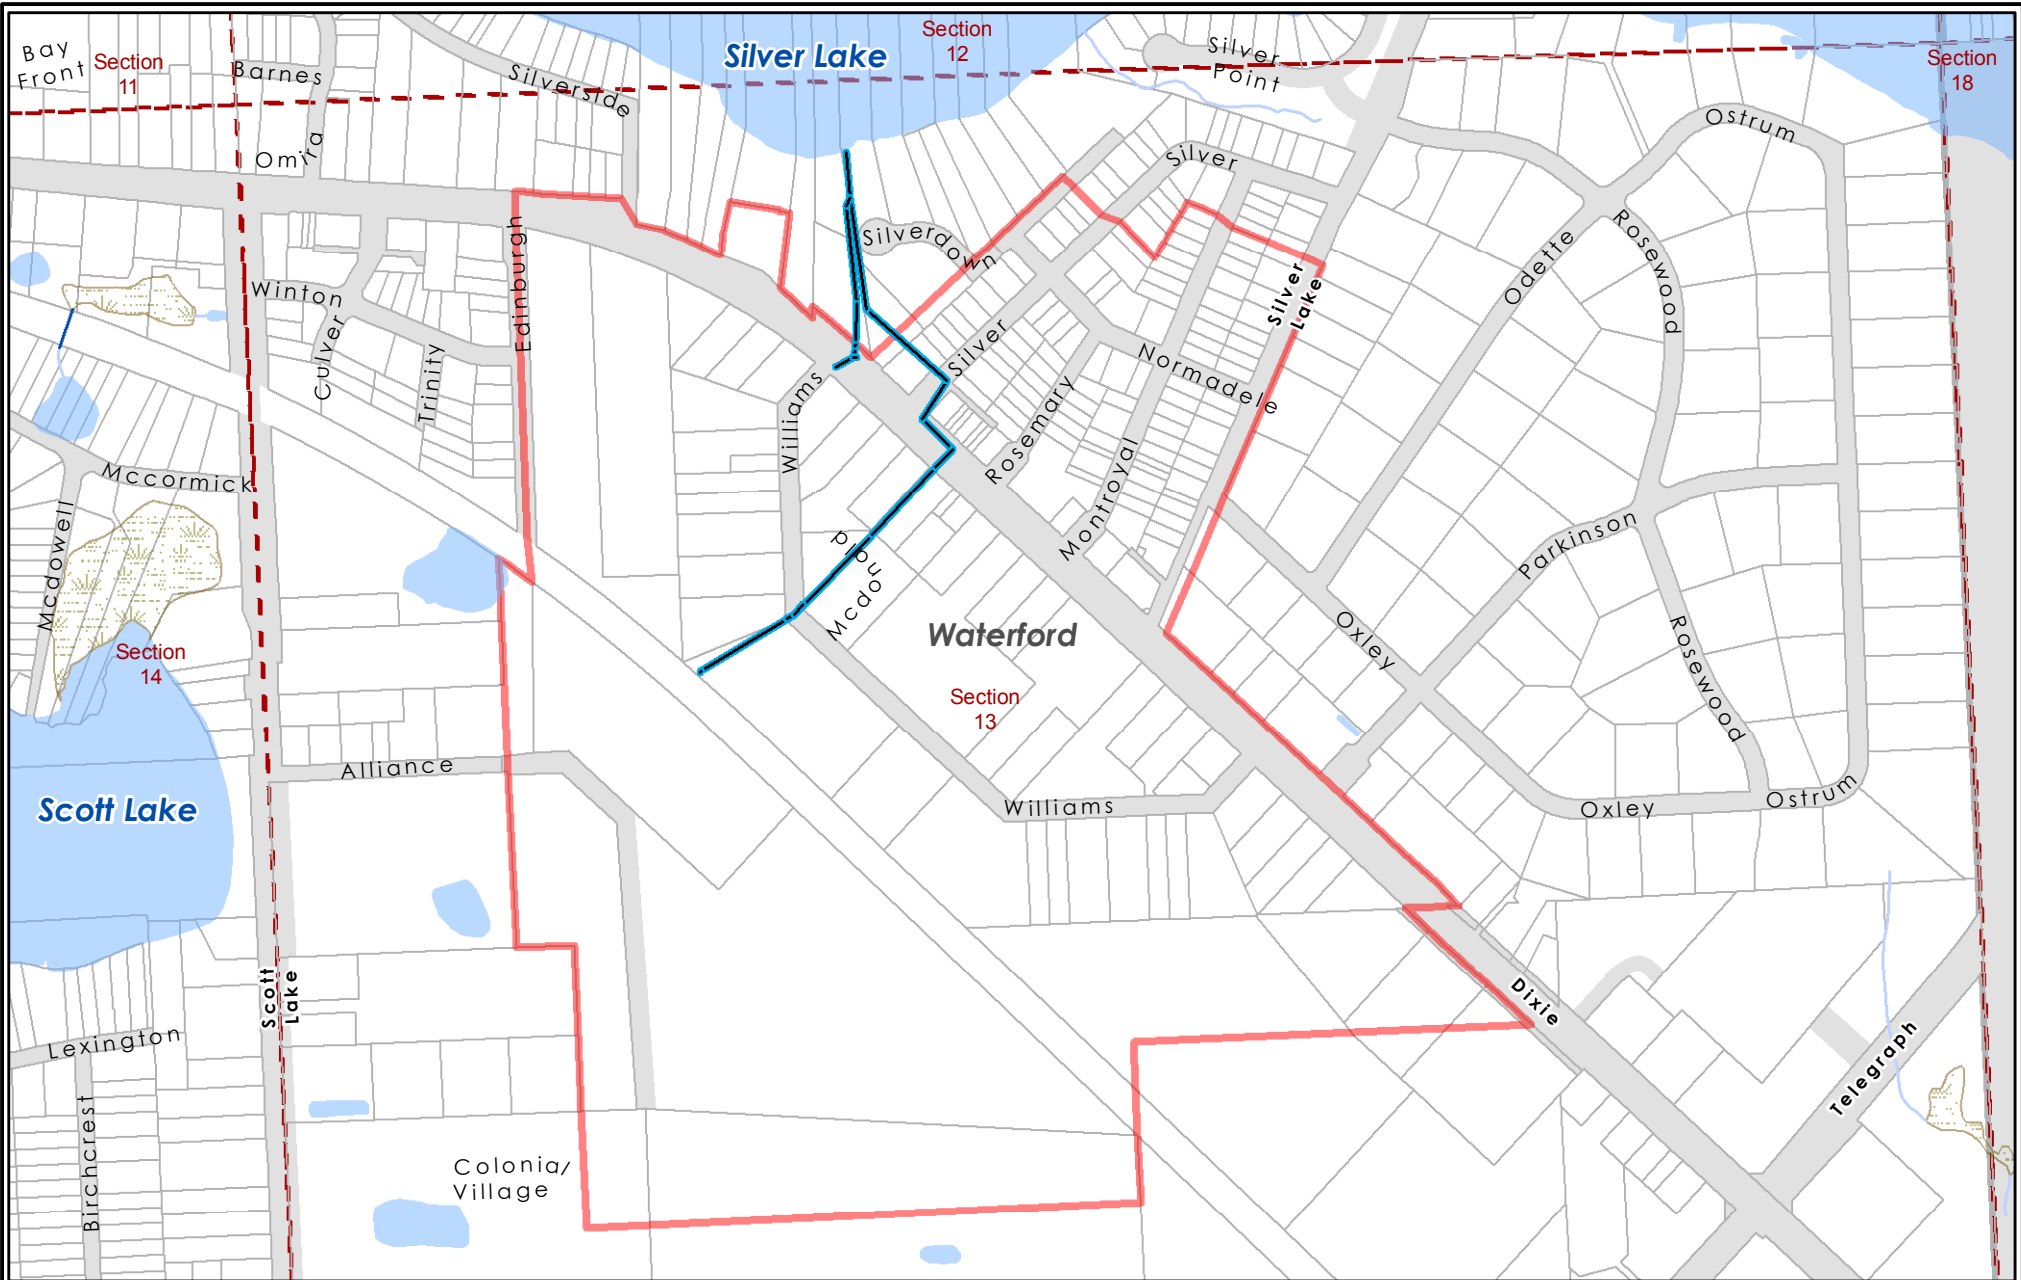 Bay
Front
Section
11
Barnes
Omira
Silverside
Silver Lake
Section
12
Silver
Point
Section
18
Ostrum
Silver
Silverdown
Edinburgh
Winton
Culver
Trinity
Williams
Silver
Rosemary
Normadele
Montroyal
Silver
Lake
Odette
Rosewood
Mccormick
Mcdowell
Section
14
Mcdonald
Waterford
Section
13
Parkinson
Oxley
Rosewood
Alliance
Scott Lake
Williams
Oxley
Ostrum
Scott
Lake
Dixie
Telegraph
Lexington
Birchcrest
Colonial
Village